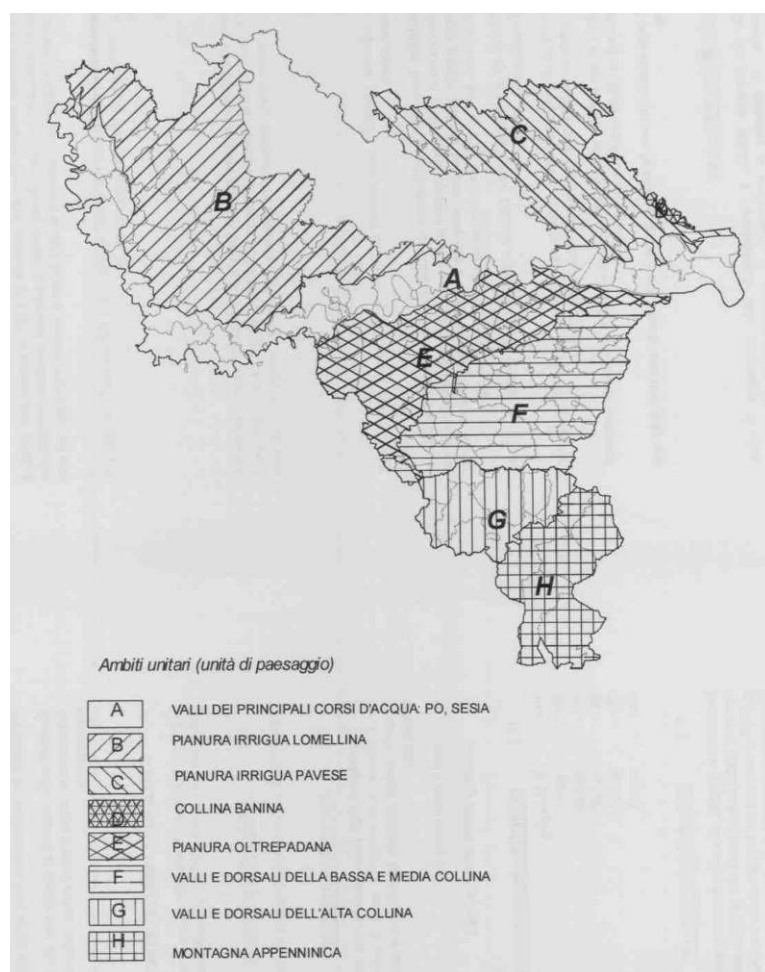 C
D
B
A
E
F
G
H
Ambiti unitari (unità di paesaggio)
A VALLI DEI PRINCIPALI CORSI D'ACQUA: PO, SESIA
B PIANURA IRRIGUA LOMELLINA
C PIANURA IRRIGUA PAVESE
D COLLINA BANINA
E PIANURA OLTREPADANA
F VALLI E DORSALI DELLA BASSA E MEDIA COLLINA
G VALLI E DORSALI DELL'ALTA COLLINA
H MONTAGNA APPENNINICA